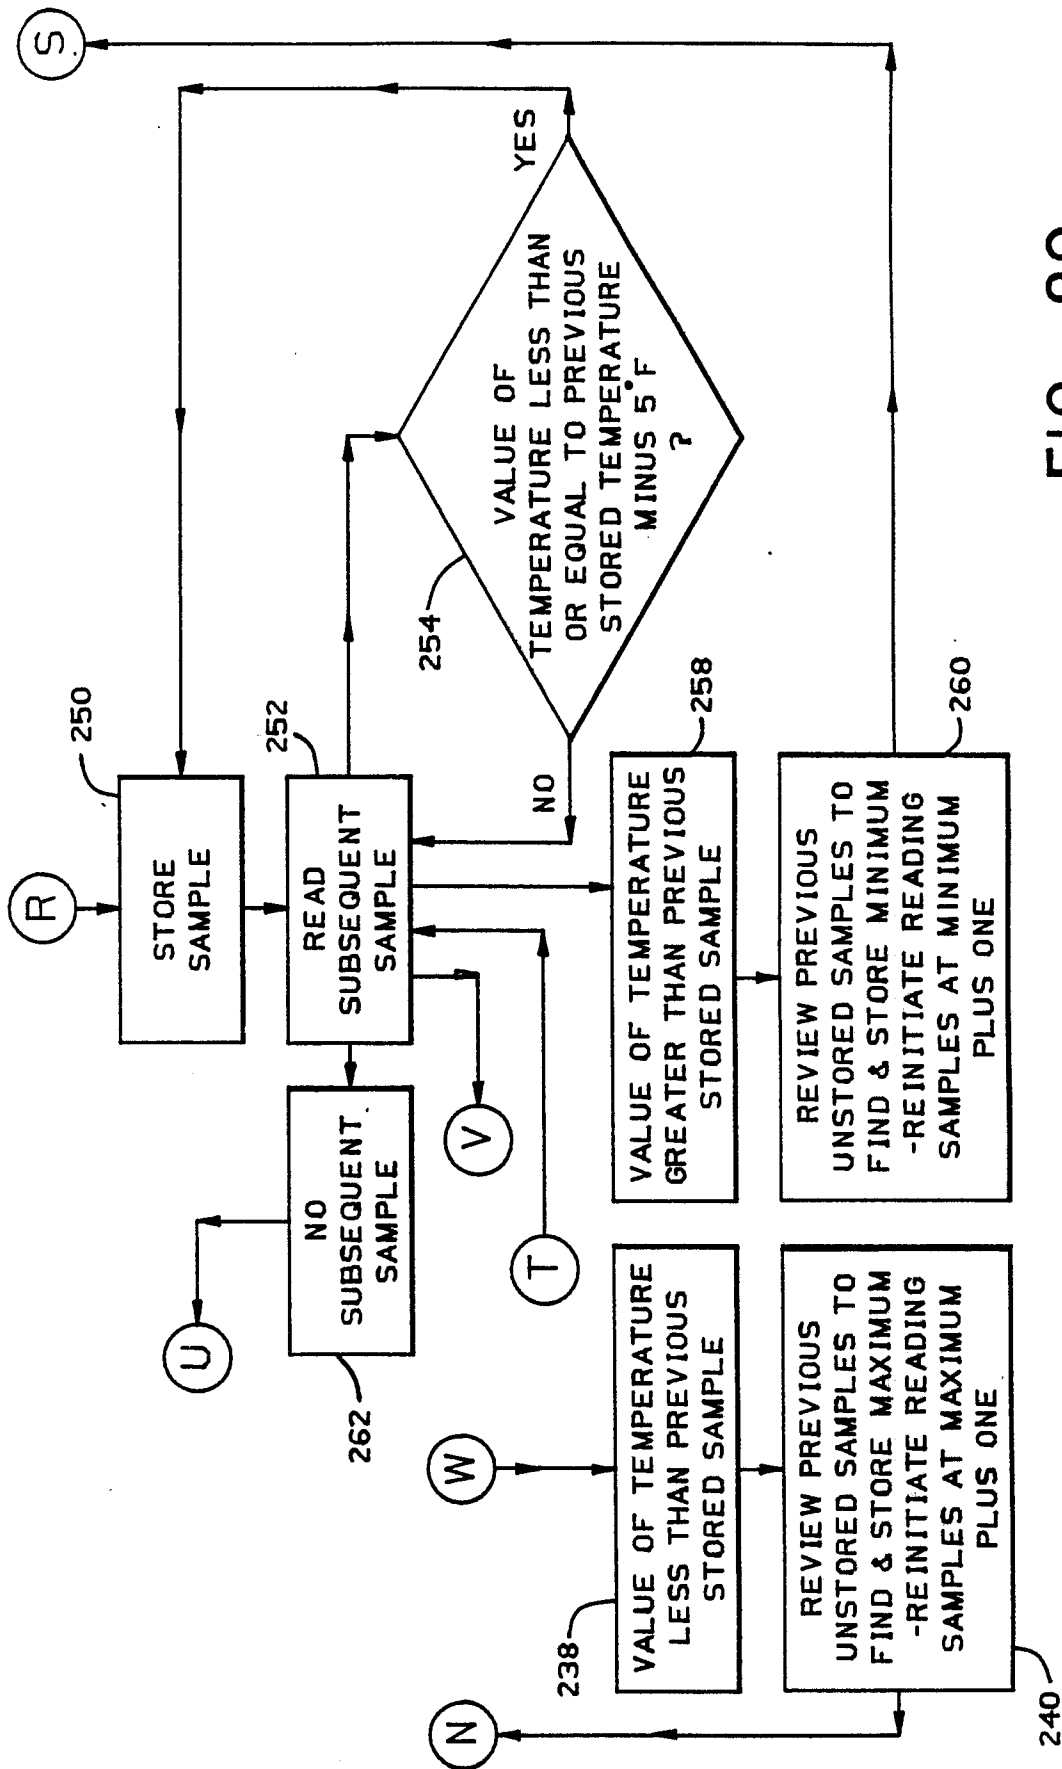 R
S
250
STORE
SAMPLE
252
READ
SUBSEQUENT
SAMPLE
NO
SUBSEQUENT
SAMPLE
262
U
V
T
254
VALUE OF
TEMPERATURE LESS THAN
OR EQUAL TO PREVIOUS
STORED TEMPERATURE
MINUS 5°F
?
YES
NO
W
N
238
VALUE OF TEMPERATURE
LESS THAN PREVIOUS
STORED SAMPLE
VALUE OF TEMPERATURE
GREATER THAN PREVIOUS
STORED SAMPLE
258
REVIEW PREVIOUS
UNSTORED SAMPLES TO
FIND & STORE MAXIMUM
-REINITIATE READING
SAMPLES AT MAXIMUM
PLUS ONE
240
REVIEW PREVIOUS
UNSTORED SAMPLES TO
FIND & STORE MINIMUM
-REINITIATE READING
SAMPLES AT MINIMUM
PLUS ONE
260